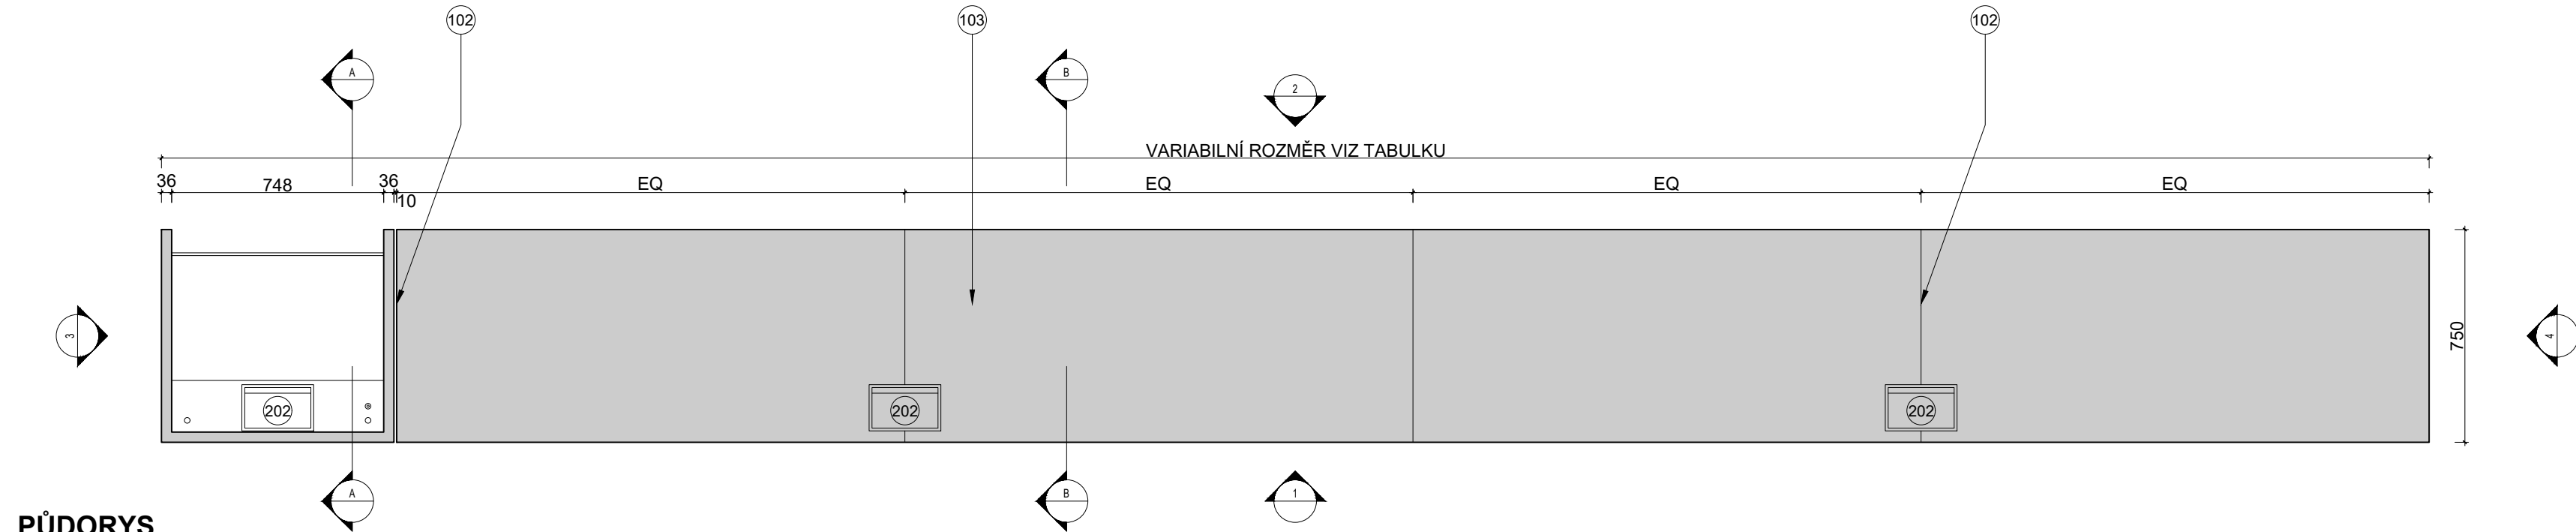 102
103
102
A
B
2
VARIABILNÍ ROZMĚR VIZ TABULKU
36
748
36
10
EQ
EQ
EQ
EQ
3
750
4
202
202
202
A
B
1
PŮDORYS